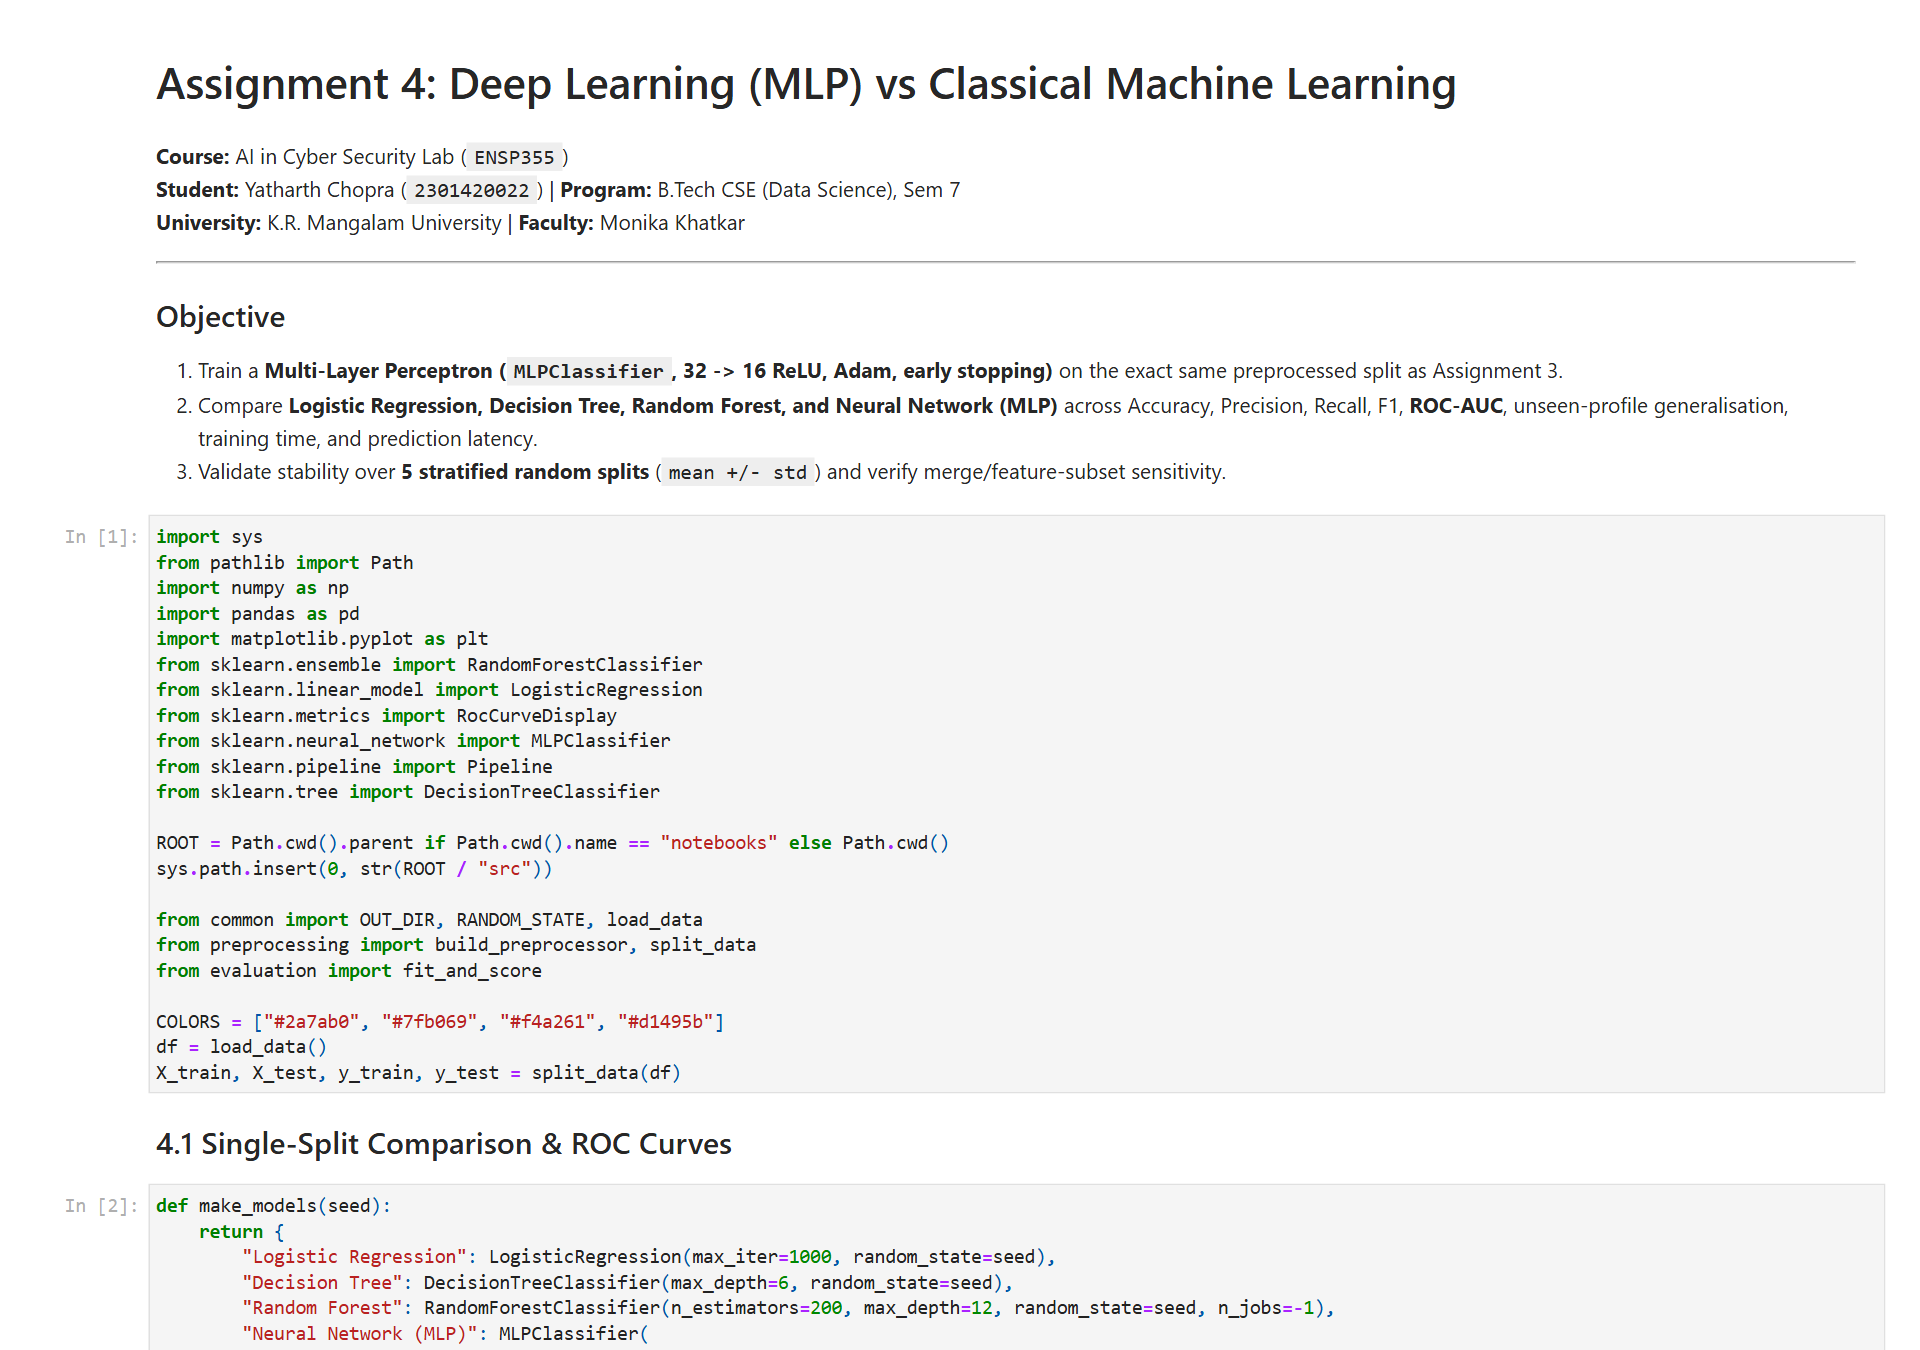 Assignment 4: Deep Learning (MLP) vs Classical Machine Learning
Course: AI in Cyber Security Lab ( ENSP355 )
Student: Yatharth Chopra ( 2301420022 ) | Program: B.Tech CSE (Data Science), Sem 7
University: K.R. Mangalam University | Faculty: Monika Khatkar
Objective
1. Train a Multi-Layer Perceptron ( MLPClassifier , 32 -> 16 ReLU, Adam, early stopping) on the exact same preprocessed split as Assignment 3.
2. Compare Logistic Regression, Decision Tree, Random Forest, and Neural Network (MLP) across Accuracy, Precision, Recall, F1, ROC-AUC, unseen-profile generalisation,
training time, and prediction latency.
3. Validate stability over 5 stratified random splits ( mean +/- std ) and verify merge/feature-subset sensitivity.
In [1]:
import sys
from pathlib import Path
import numpy as np
import pandas as pd
import matplotlib.pyplot as plt
from sklearn.ensemble import RandomForestClassifier
from sklearn.linear_model import LogisticRegression
from sklearn.metrics import RocCurveDisplay
from sklearn.neural_network import MLPClassifier
from sklearn.pipeline import Pipeline
from sklearn.tree import DecisionTreeClassifier
ROOT = Path.cwd().parent if Path.cwd().name == "notebooks" else Path.cwd()
sys.path.insert(0, str(ROOT / "src"))
from common import OUT_DIR, RANDOM_STATE, load_data
from preprocessing import build_preprocessor, split_data
from evaluation import fit_and_score
COLORS = ["#2a7ab0", "#7fb069", "#f4a261", "#d1495b"]
df = load_data()
X_train, X_test, y_train, y_test = split_data(df)
4.1 Single-Split Comparison & ROC Curves
In [2]:
def make_models(seed):
    return {
        "Logistic Regression": LogisticRegression(max_iter=1000, random_state=seed),
        "Decision Tree": DecisionTreeClassifier(max_depth=6, random_state=seed),
        "Random Forest": RandomForestClassifier(n_estimators=200, max_depth=12, random_state=seed, n_jobs=-1),
        "Neural Network (MLP)": MLPClassifier(